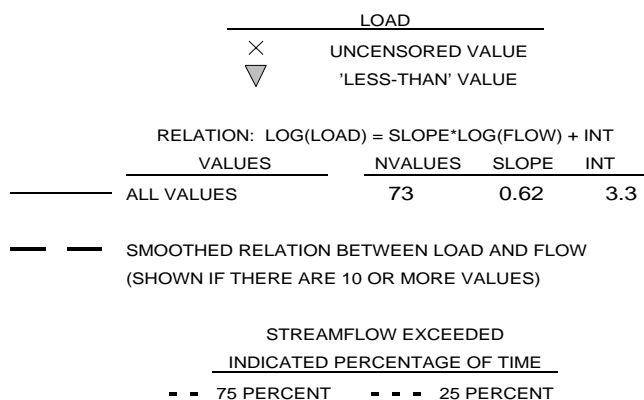 LOAD
UNCENSORED VALUE
'LESS-THAN' VALUE
RELATION: LOG(LOAD) = SLOPE*LOG(FLOW) + INT
VALUES NVALUES SLOPE INT
ALL VALUES 73 0.62 3.3
SMOOTHED RELATION BETWEEN LOAD AND FLOW
(SHOWN IF THERE ARE 10 OR MORE VALUES)
STREAMFLOW EXCEEDED
INDICATED PERCENTAGE OF TIME
75 PERCENT 25 PERCENT